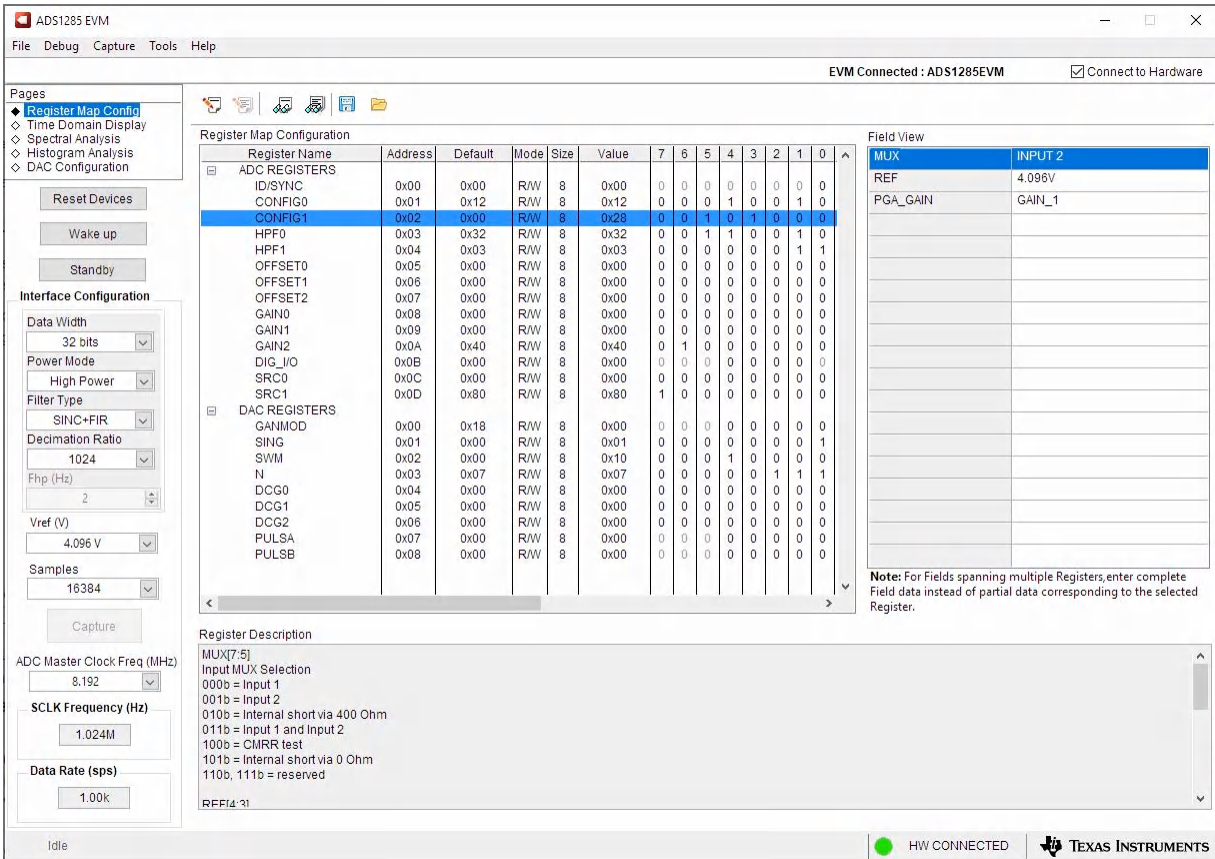 ADS1285 EVM
File Debug Capture Tools Help
EVM Connected : ADS1285EVM Connect to Hardware
Pages
Register Map Config
Time Domain Display
Spectral Analysis
Histogram Analysis
DAC Configuration
Reset Devices
Wake up
Standby
Interface Configuration
Data Width
32 bits
Power Mode
High Power
Filter Type
SINC+FIR
Decimation Ratio
1024
Fhp (Hz)
2
Vref (V)
4.096 V
Samples
16384
Capture
ADC Master Clock Freq (MHz)
8.192
SCLK Frequency (Hz)
1.024M
Data Rate (sps)
1.00k
Register Map Configuration
Register Name Address Default Mode Size Value 7 6 5 4 3 2 1 0
ADC REGISTERS
ID/SYNC 0x00 0x00 R/W 8 0x00 0 0 0 0 0 0 0 0
CONFIG0 0x01 0x12 R/W 8 0x12 0 0 0 1 0 0 1 0
CONFIG1 0x02 0x00 R/W 8 0x28 0 0 1 0 1 0 0 0
HPF0 0x03 0x32 R/W 8 0x32 0 0 1 1 0 0 1 0
HPF1 0x04 0x03 R/W 8 0x03 0 0 0 0 0 0 1 1
OFFSET0 0x05 0x00 R/W 8 0x00 0 0 0 0 0 0 0 0
OFFSET1 0x06 0x00 R/W 8 0x00 0 0 0 0 0 0 0 0
OFFSET2 0x07 0x00 R/W 8 0x00 0 0 0 0 0 0 0 0
GAIN0 0x08 0x00 R/W 8 0x00 0 0 0 0 0 0 0 0
GAIN1 0x09 0x00 R/W 8 0x00 0 0 0 0 0 0 0 0
GAIN2 0x0A 0x40 R/W 8 0x40 0 1 0 0 0 0 0 0
DIG_I/O 0x0B 0x00 R/W 8 0x00 0 0 0 0 0 0 0 0
SRC0 0x0C 0x00 R/W 8 0x00 0 0 0 0 0 0 0 0
SRC1 0x0D 0x80 R/W 8 0x80 1 0 0 0 0 0 0 0
DAC REGISTERS
GANMOD 0x00 0x18 R/W 8 0x00 0 0 0 0 0 0 0 0
SING 0x01 0x00 R/W 8 0x01 0 0 0 0 0 0 0 1
SWM 0x02 0x00 R/W 8 0x10 0 0 0 1 0 0 0 0
N 0x03 0x07 R/W 8 0x07 0 0 0 0 0 1 1 1
DCG0 0x04 0x00 R/W 8 0x00 0 0 0 0 0 0 0 0
DCG1 0x05 0x00 R/W 8 0x00 0 0 0 0 0 0 0 0
DCG2 0x06 0x00 R/W 8 0x00 0 0 0 0 0 0 0 0
PULSA 0x07 0x00 R/W 8 0x00 0 0 0 0 0 0 0 0
PULSB 0x08 0x00 R/W 8 0x00 0 0 0 0 0 0 0 0
Field View
MUX INPUT 2
REF 4.096V
PGA_GAIN GAIN_1
Note: For Fields spanning multiple Registers,enter complete
Field data instead of partial data corresponding to the selected
Register.
Register Description
MUX[7:5]
Input MUX Selection
000b = Input 1
001b = Input 2
010b = Internal short via 400 Ohm
011b = Input 1 and Input 2
100b = CMRR test
101b = Internal short via 0 Ohm
110b, 111b = reserved
REF[4:3]
Idle HW CONNECTED TEXAS INSTRUMENTS